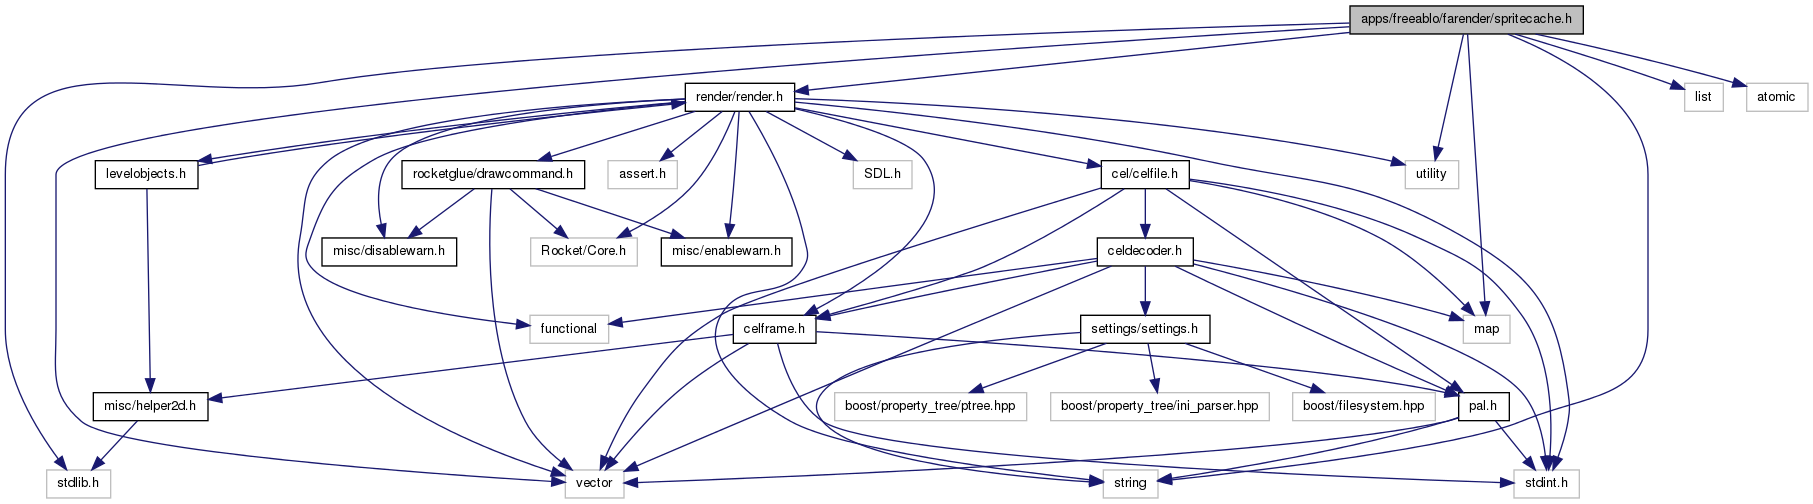 apps/freeablo/farender/spritecache.h
render/render.h
list
atomic
levelobjects.h
rocketglue/drawcommand.h
assert.h
SDL.h
cel/celfile.h
utility
misc/disablewarn.h
Rocket/Core.h
misc/enablewarn.h
celdecoder.h
functional
celframe.h
settings/settings.h
map
misc/helper2d.h
boost/property_tree/ptree.hpp
boost/property_tree/ini_parser.hpp
boost/filesystem.hpp
pal.h
stdlib.h
vector
string
stdint.h